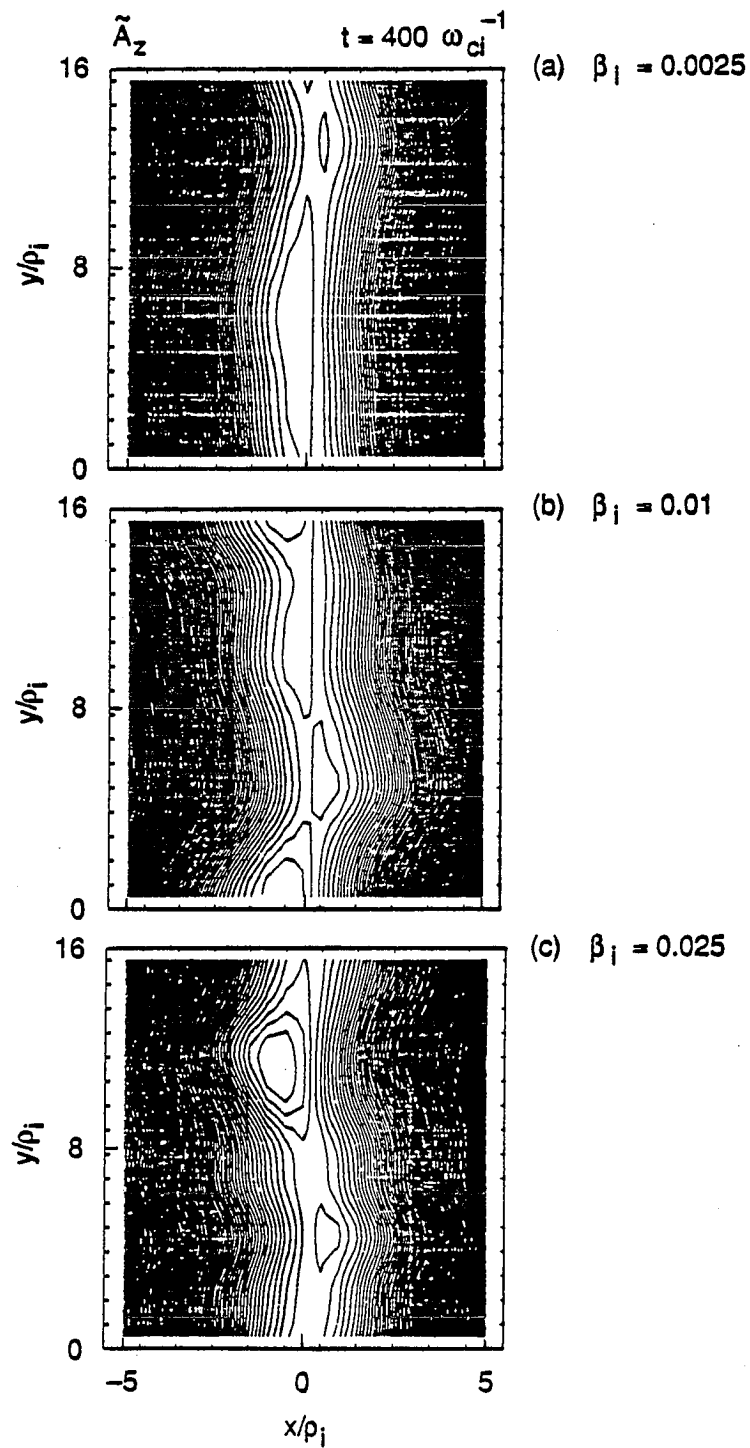 Ã_z t = 400 ω_ci^−1
(a) β_i = 0.0025
16
8
0
y/ρ_i
(b) β_i = 0.01
16
8
0
y/ρ_i
(c) β_i = 0.025
16
8
0
y/ρ_i
−5 0 5
x/ρ_i